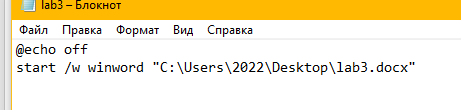 lab3 – Блокнот
Файл Правка Формат Вид Справка
@echo off
start /w winword "C:\Users\2022\Desktop\lab3.docx"